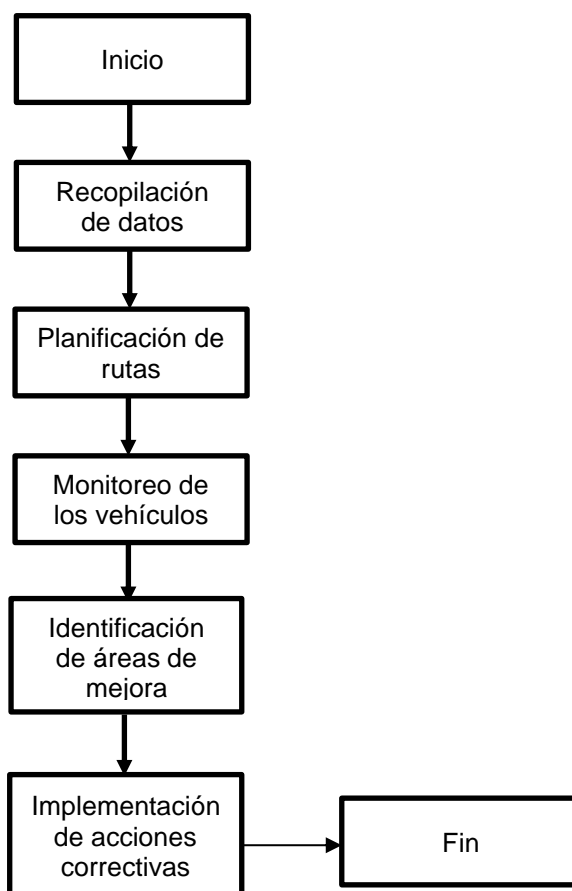 Inicio
Recopilación
de datos
Planificación de
rutas
Monitoreo de
los vehículos
Identificación
de áreas de
mejora
Implementación
de acciones
correctivas
Fin